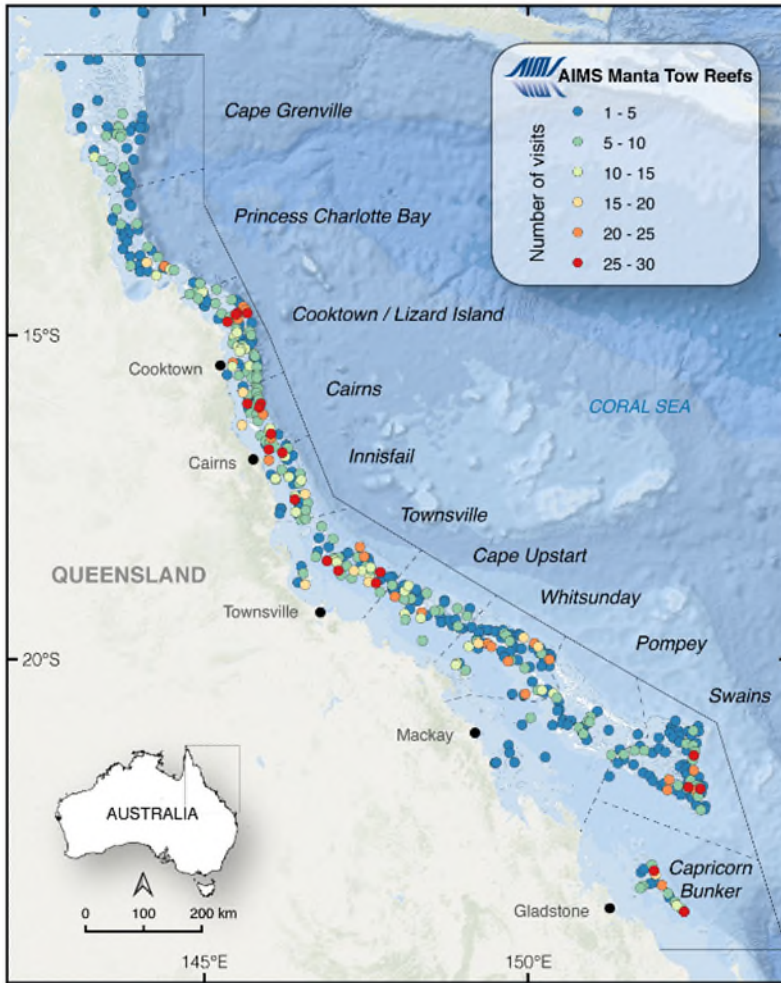 AIMS
AIMS Manta Tow Reefs
Number of visits
1 - 5
5 - 10
10 - 15
15 - 20
20 - 25
25 - 30
Cape Grenville
Princess Charlotte Bay
Cooktown / Lizard Island
15°S
Cooktown
Cairns
CORAL SEA
Innisfail
Cairns
Townsville
Cape Upstart
QUEENSLAND
Whitsunday
Townsville
Pompey
20°S
Swains
Mackay
AUSTRALIA
Capricorn
Bunker
0 100 200 km
Gladstone
145°E
150°E